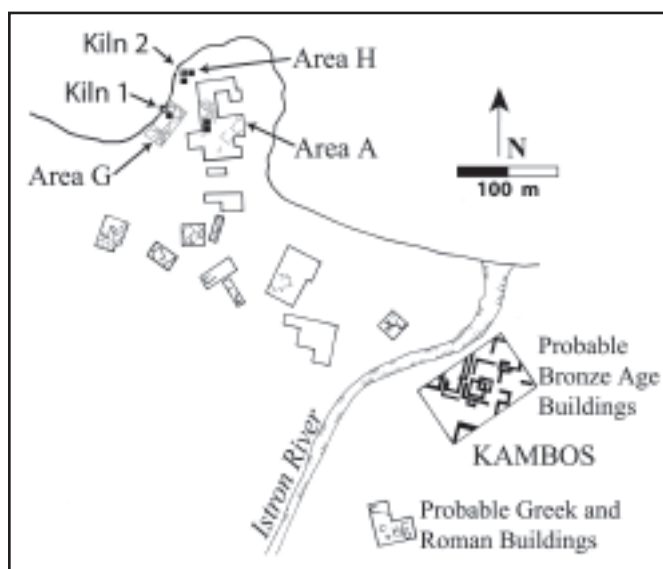 Kiln 2
Area H
Kiln 1
Area G
Area A
N
100 m
Probable
Bronze Age
Buildings
KAMBOS
Istron River
Probable Greek and
Roman Buildings